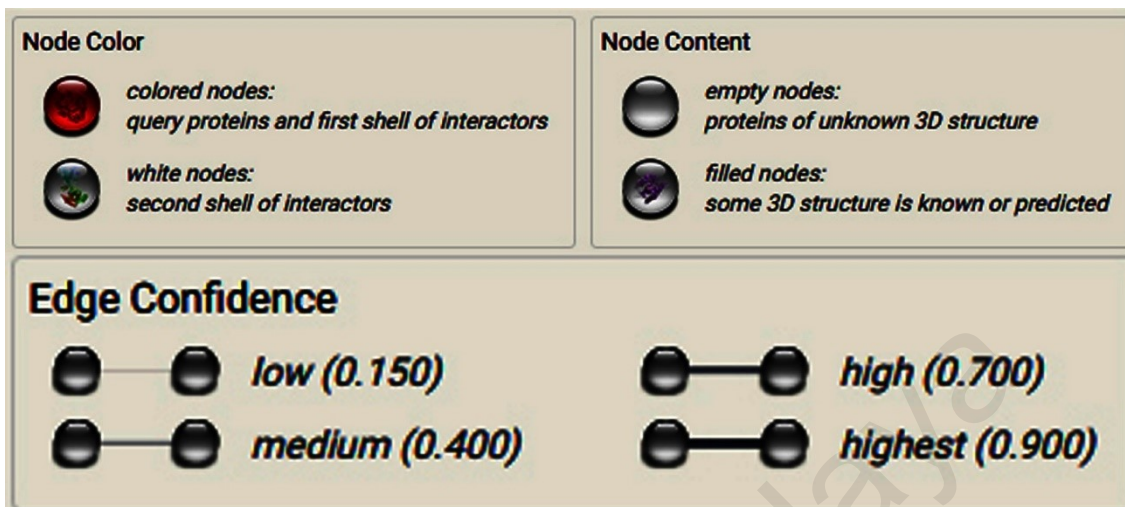 Node Color
colored nodes:
query proteins and first shell of interactors
white nodes:
second shell of interactors
Node Content
empty nodes:
proteins of unknown 3D structure
filled nodes:
some 3D structure is known or predicted
Edge Confidence
low (0.150)
medium (0.400)
high (0.700)
highest (0.900)
laya